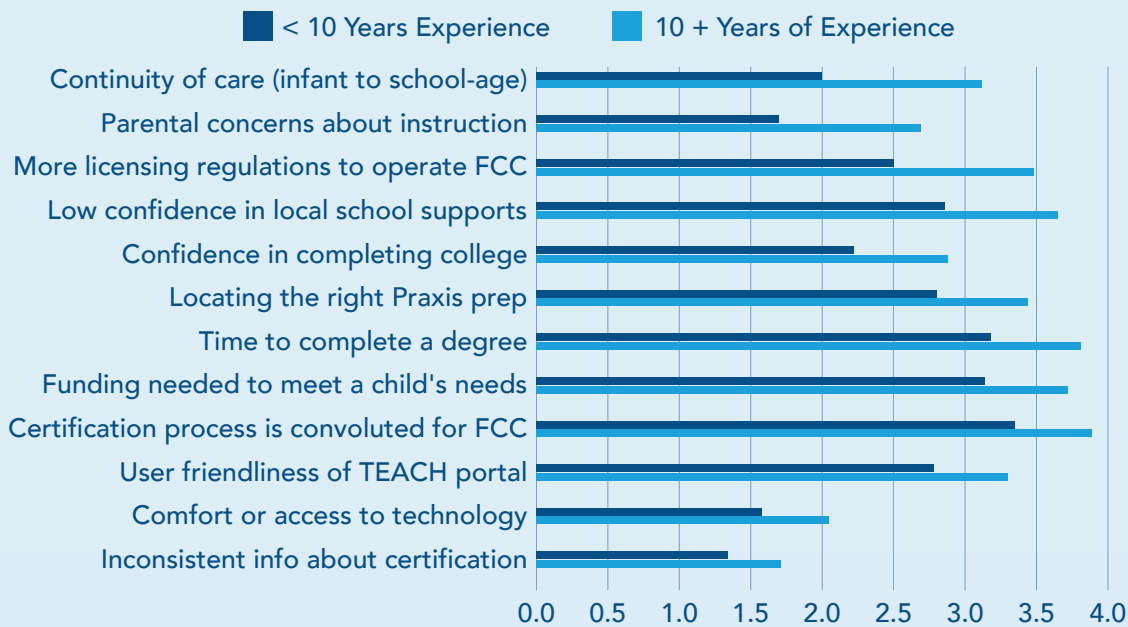 < 10 Years Experience 10 + Years of Experience
Continuity of care (infant to school-age)
Parental concerns about instruction
More licensing regulations to operate FCC
Low confidence in local school supports
Confidence in completing college
Locating the right Praxis prep
Time to complete a degree
Funding needed to meet a child's needs
Certification process is convoluted for FCC
User friendliness of TEACH portal
Comfort or access to technology
Inconsistent info about certification
0.0 0.5 1.0 1.5 2.0 2.5 3.0 3.5 4.0